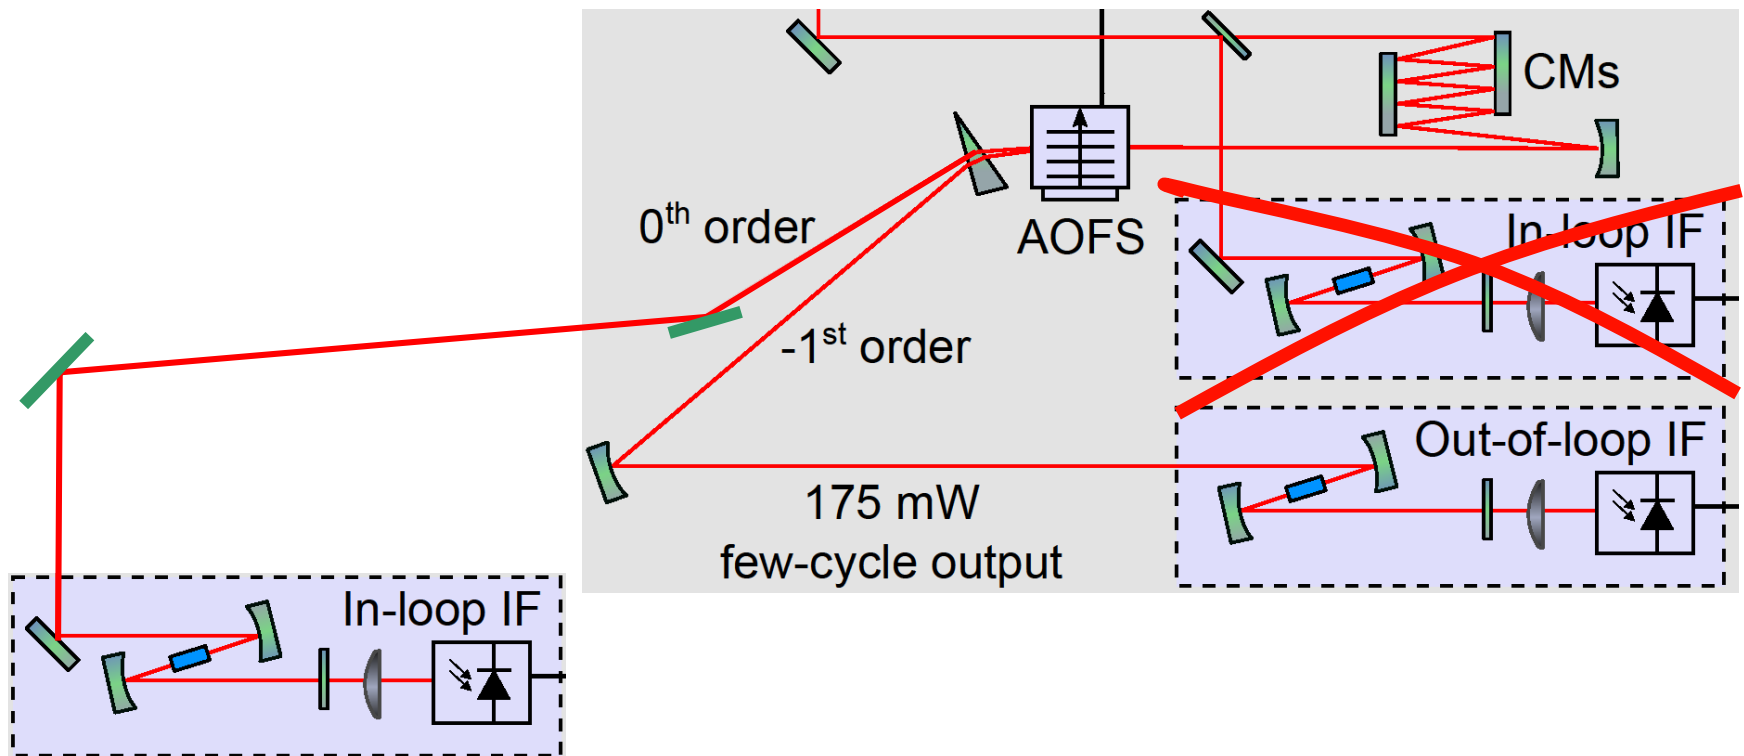 CMs
AOFS
0th order
In-loop IF
-1st order
Out-of-loop IF
175 mW
few-cycle output
In-loop IF